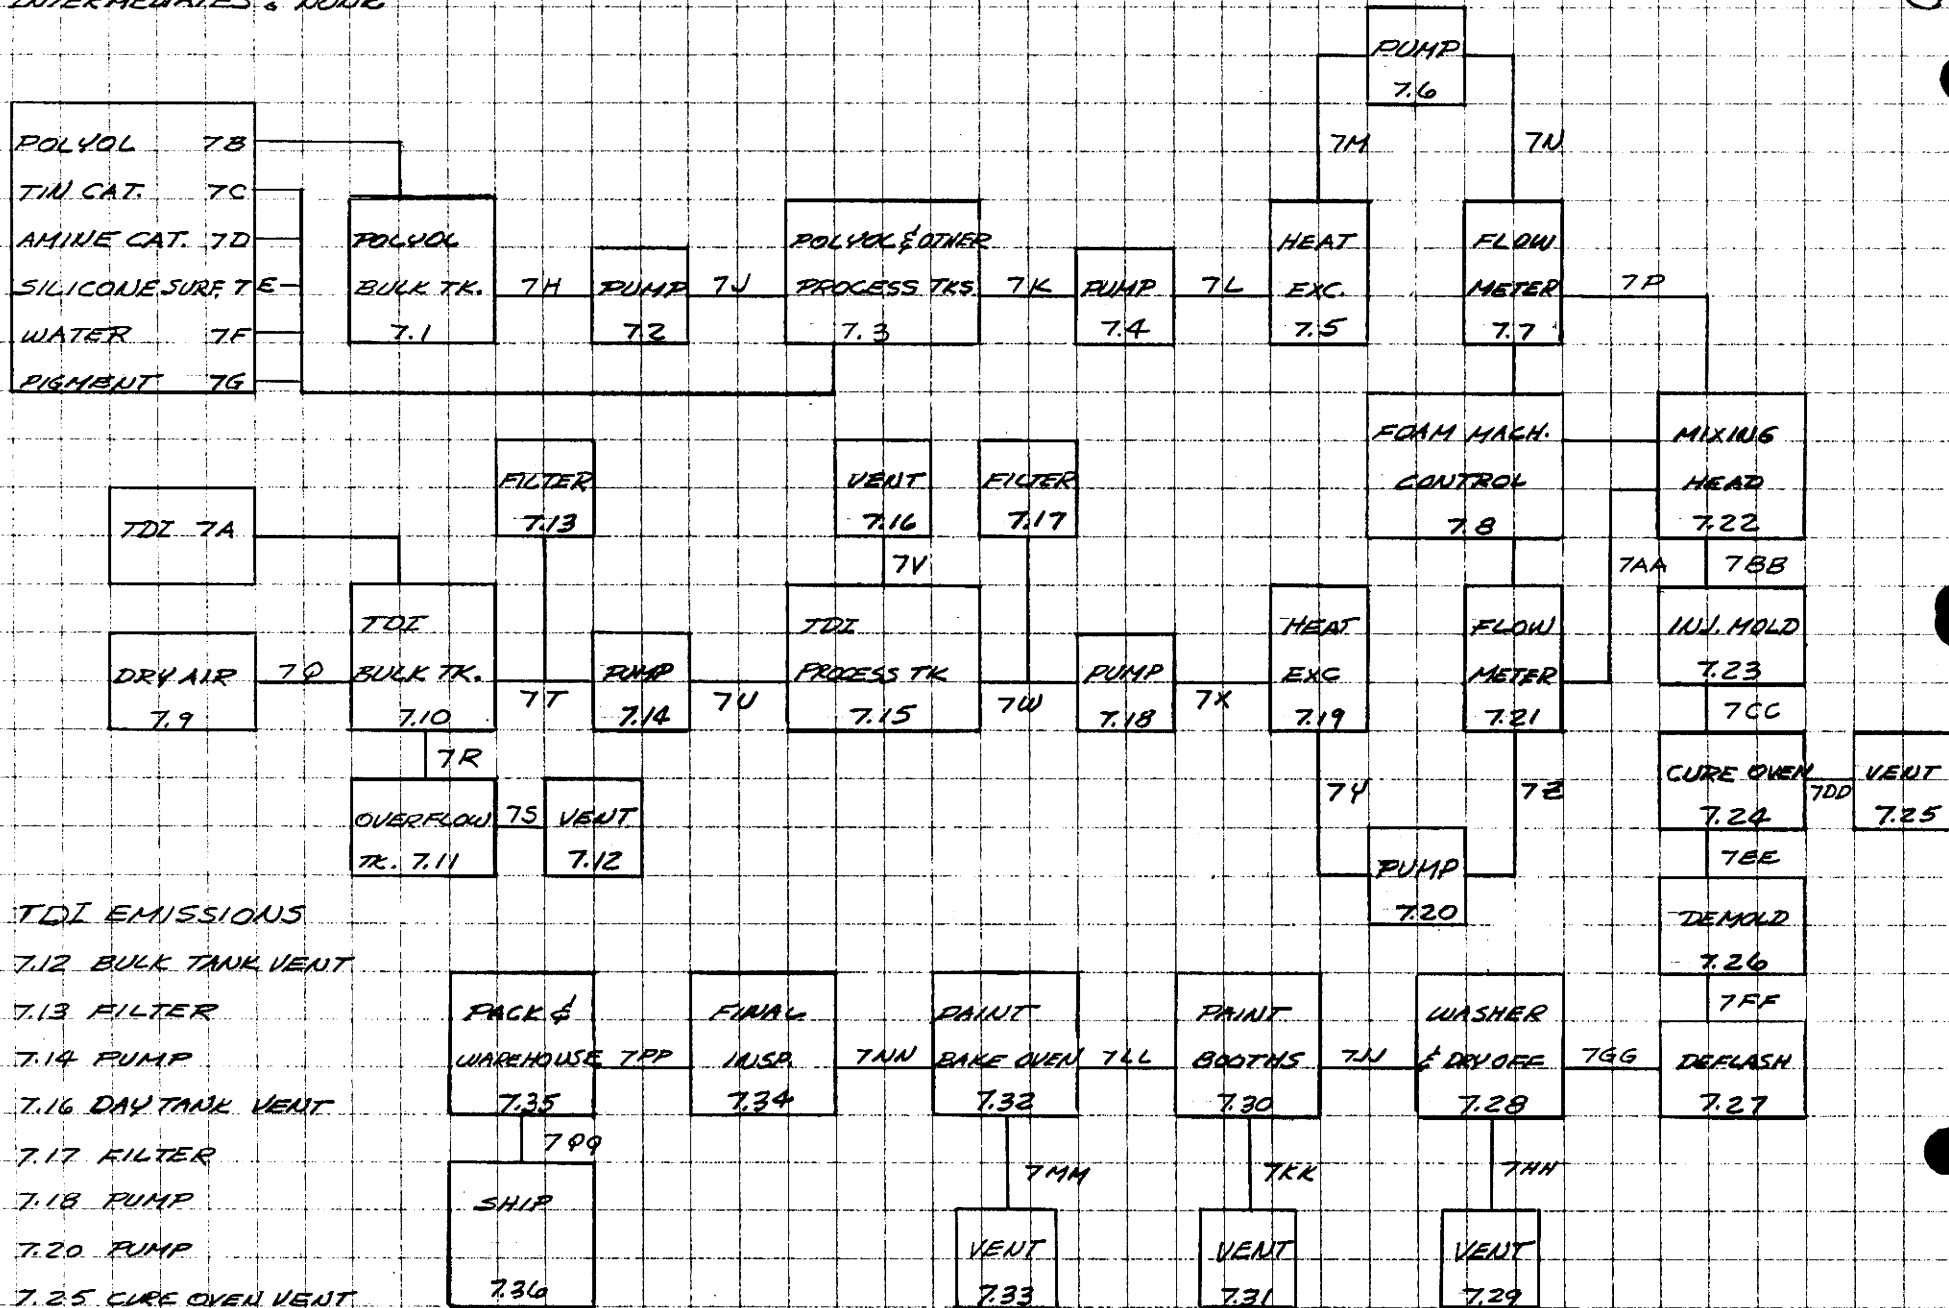 INTERMEDIATES: NONE
PUMP
7.6
7M
7N
POLYOL 7B
TIN CAT. 7C
AMINE CAT. 7D
SILICONE SURF. 7E
WATER 7F
PIGMENT 7G
POLYOL
BULK TK.
7.1
7H
PUMP
7.2
7J
POLYOL & OTHER
PROCESS TKS.
7.3
7K
PUMP
7.4
7L
HEAT
EXC.
7.5
FLOW
METER
7.7
7P
FOAM MACH.
CONTROL
7.8
MIXING
HEAD
7.22
FILTER
7.13
VENT
7.16
7V
FILTER
7.17
TDI 7A
7AA
7BB
DRY AIR
7.9
7Q
TDI
BULK TK.
7.10
7T
PUMP
7.14
7U
TDI
PROCESS TK
7.15
7W
PUMP
7.18
7X
HEAT
EXC
7.19
FLOW
METER
7.21
INJ. MOLD
7.23
7CC
7R
OVERFLOW
TK. 7.11
7S
VENT
7.12
7Y
7Z
PUMP
7.20
CURE OVEN
7.24
7DD
VENT
7.25
7EE
DEMOLD
7.26
7FF
TDI EMISSIONS
7.12 BULK TANK VENT
7.13 FILTER
7.14 PUMP
7.16 DAY TANK VENT
7.17 FILTER
7.18 PUMP
7.20 PUMP
7.25 CURE OVEN VENT
PACK &
WAREHOUSE
7.35
7PP
FINAL
INSP.
7.34
7NN
PAINT
BAKE OVEN
7.32
7LL
PAINT
BOOTHS
7.30
7JJ
WASHER
& DRY OFF
7.28
7GG
DEFLASH
7.27
7QQ
SHIP
7.36
7MM
VENT
7.33
7KK
VENT
7.31
7HH
VENT
7.29